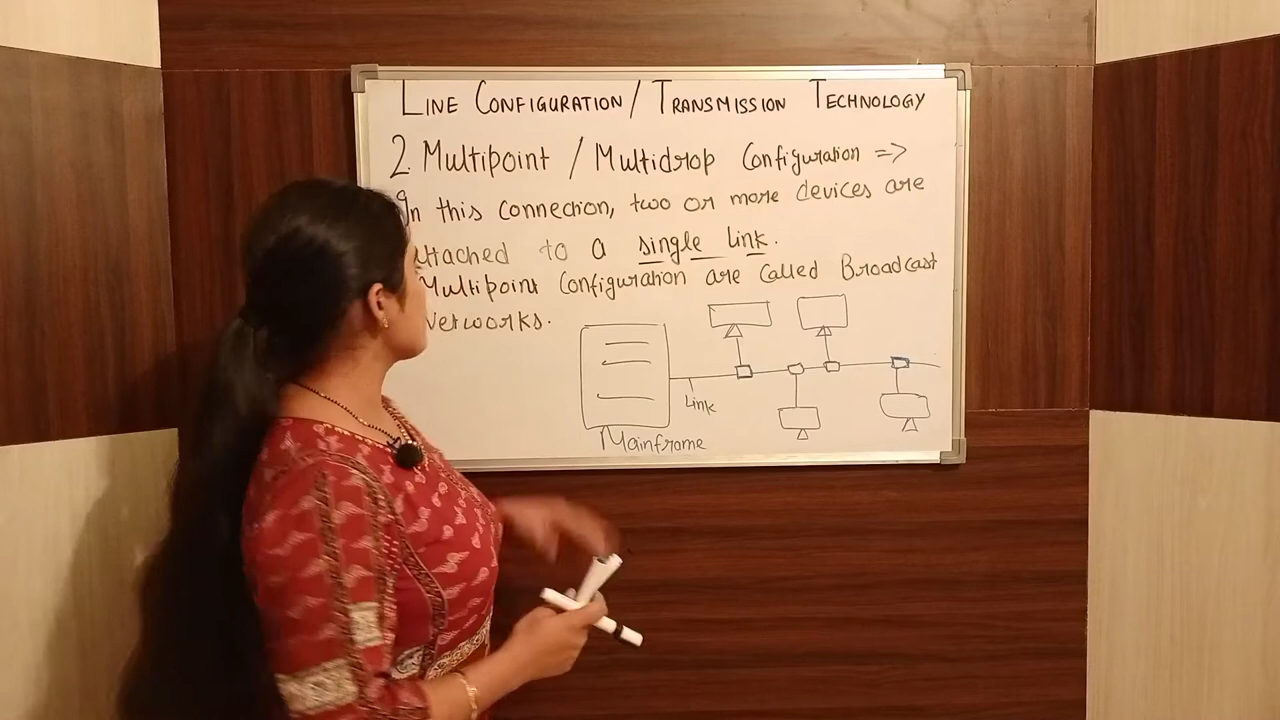 LINE CONFIGURATION / TRANSMISSION TECHNOLOGY
2. Multipoint / Multidrop Configuration =>
In this connection, two or more devices are
attached to a single link.
Multipoint Configuration are called Broadcast
Networks.
Link
Mainframe